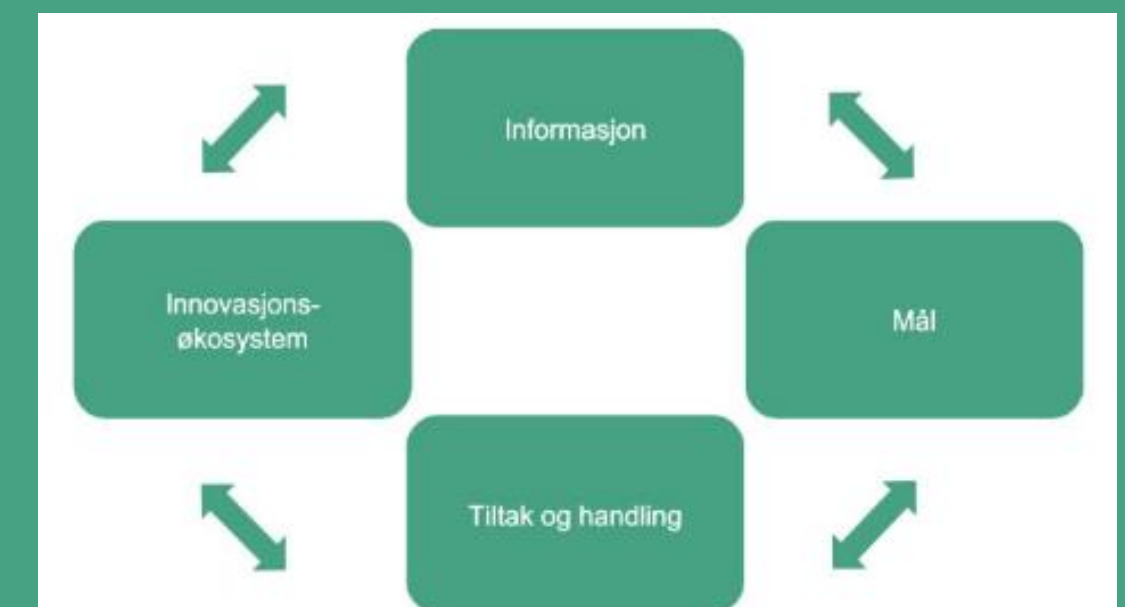 Informasjon
Innovasjons-
økosystem
Mål
Tiltak og handling